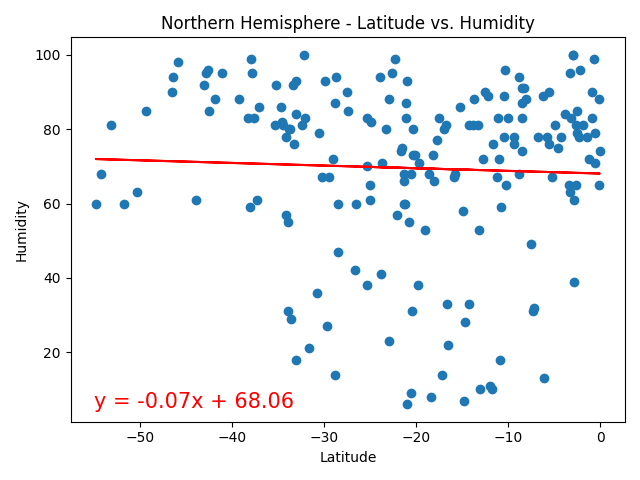 Northern Hemisphere - Latitude vs. Humidity
100
80
60
40
20
Humidity
y = -0.07x + 68.06
−50 −40 −30 −20 −10 0
Latitude